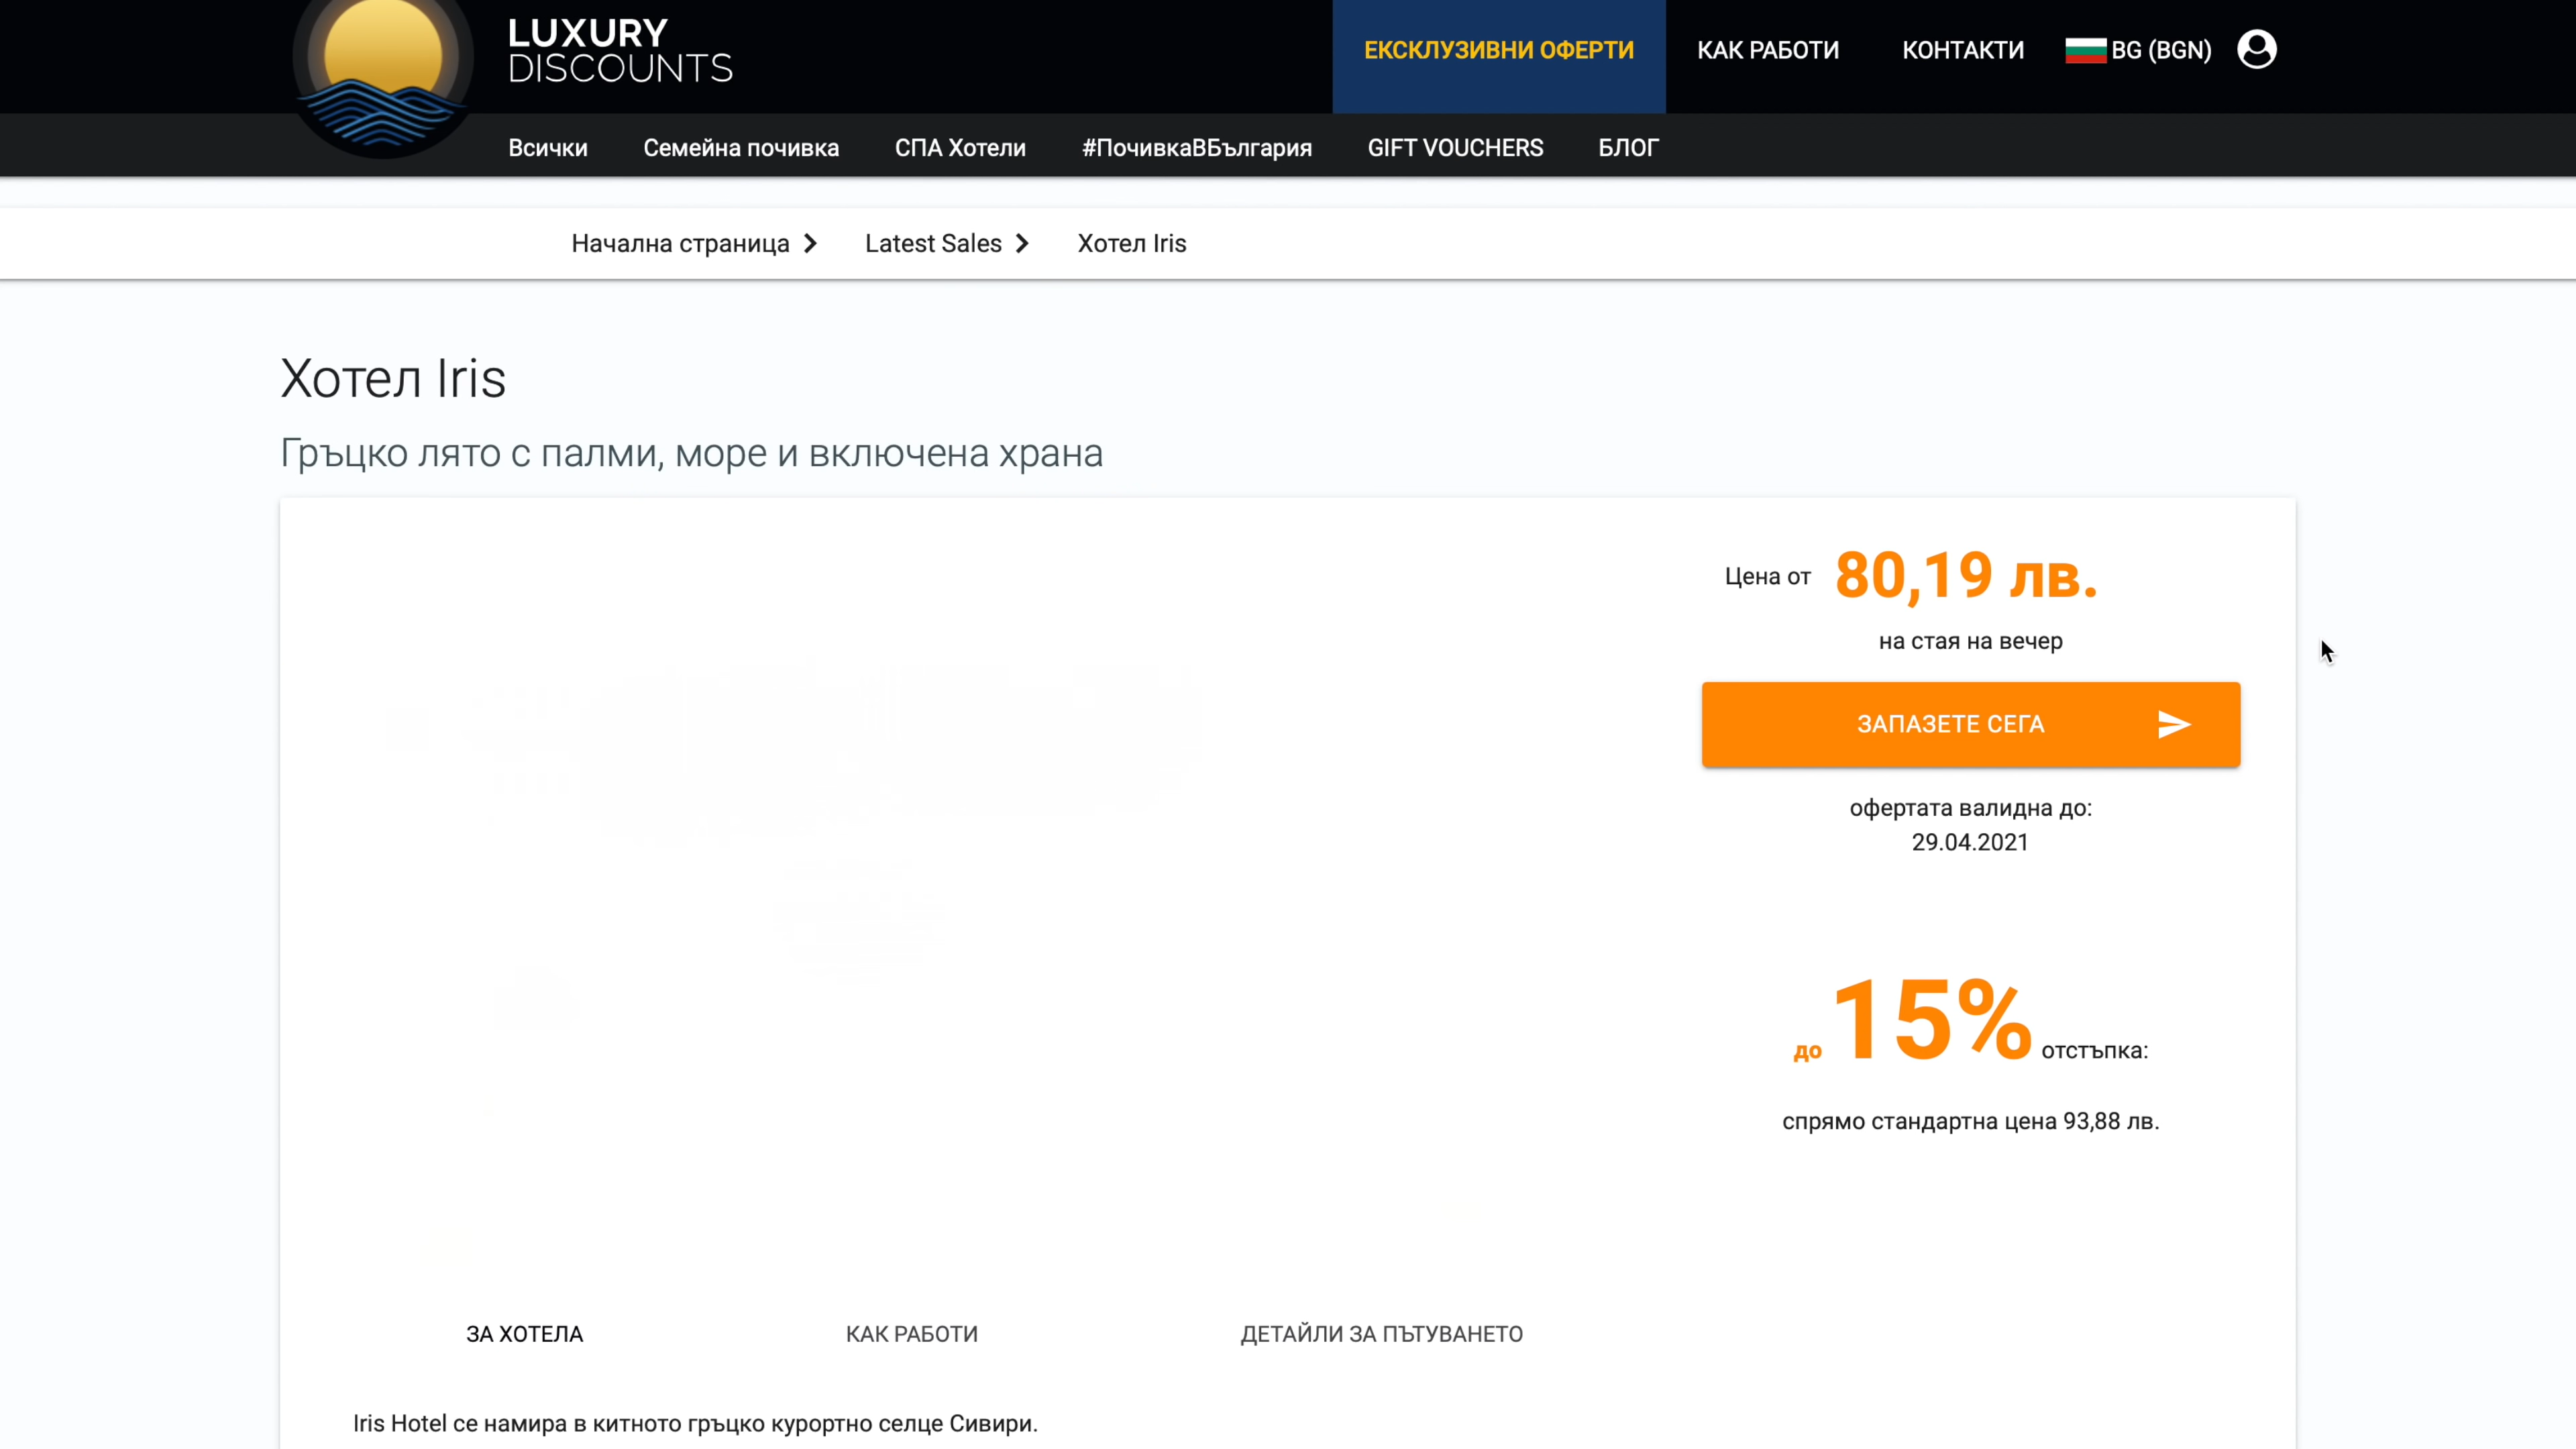 LUXURY
DISCOUNTS
ЕКСКЛУЗИВНИ ОФЕРТИ
КАК РАБОТИ
КОНТАКТИ
BG (BGN)
Всички
Семейна почивка
СПА Хотели
#ПочивкаВБългария
GIFT VOUCHERS
БЛОГ
Начална страница
Latest Sales
Хотел Iris
Хотел Iris
Гръцко лято с палми, море и включена храна
Цена от 80,19 лв.
на стая на вечер
ЗАПАЗЕТЕ СЕГА
офертата валидна до:
29.04.2021
до 15% отстъпка:
спрямо стандартна цена 93,88 лв.
ЗА ХОТЕЛА
КАК РАБОТИ
ДЕТАЙЛИ ЗА ПЪТУВАНЕТО
Iris Hotel се намира в китното гръцко курортно селце Сивири.